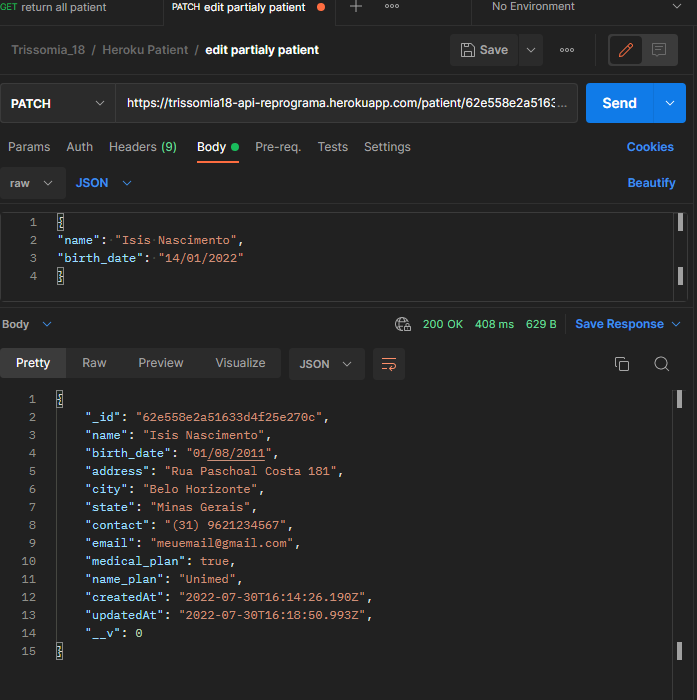 GET return all patient
PATCH edit partialy patient
No Environment
Trissomia_18 / Heroku Patient / edit partialy patient
Save
PATCH
https://trissomia18-api-reprograma.herokuapp.com/patient/62e558e2a5163...
Send
Params Auth Headers (9) Body Pre-req. Tests Settings Cookies
raw JSON Beautify
1 {
2 "name": "Isis Nascimento",
3 "birth_date": "14/01/2022"
4 }
Body 200 OK 408 ms 629 B Save Response
Pretty Raw Preview Visualize JSON
1 {
2 "_id": "62e558e2a51633d4f25e270c",
3 "name": "Isis Nascimento",
4 "birth_date": "01/08/2011",
5 "address": "Rua Paschoal Costa 181",
6 "city": "Belo Horizonte",
7 "state": "Minas Gerais",
8 "contact": "(31) 9621234567",
9 "email": "meuemail@gmail.com",
10 "medical_plan": true,
11 "name_plan": "Unimed",
12 "createdAt": "2022-07-30T16:14:26.190Z",
13 "updatedAt": "2022-07-30T16:18:50.993Z",
14 "__v": 0
15 }